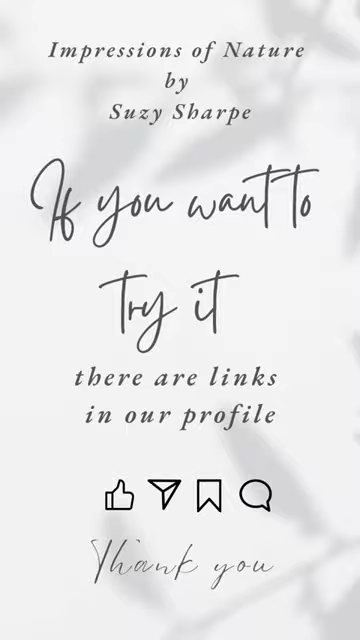 Impressions of Nature
by
Suzy Sharpe
If you want to
try it
there are links
in our profile
Thank you